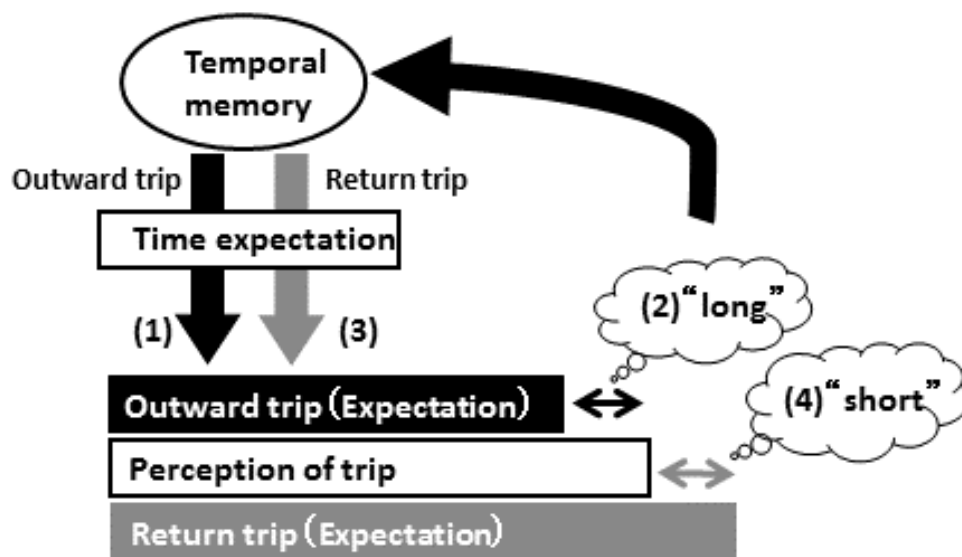 Temporal
memory
Outward trip
Return trip
Time expectation
(1)
(3)
(2)“long”
(4)“short”
Outward trip(Expectation)
Perception of trip
Return trip(Expectation)